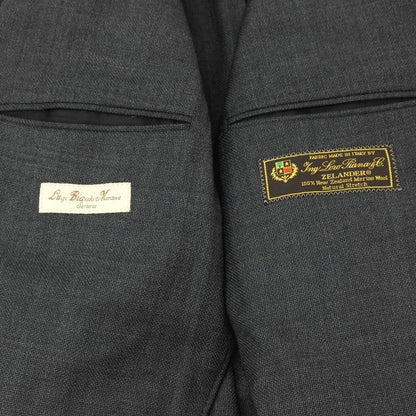 Luigi Bianchi Mantova
Sartoria
FABRIC MADE IN ITALY BY
Ing. Loro Piana & C.
ZELANDER®
100% New Zealand Merino Wool
Natural Stretch